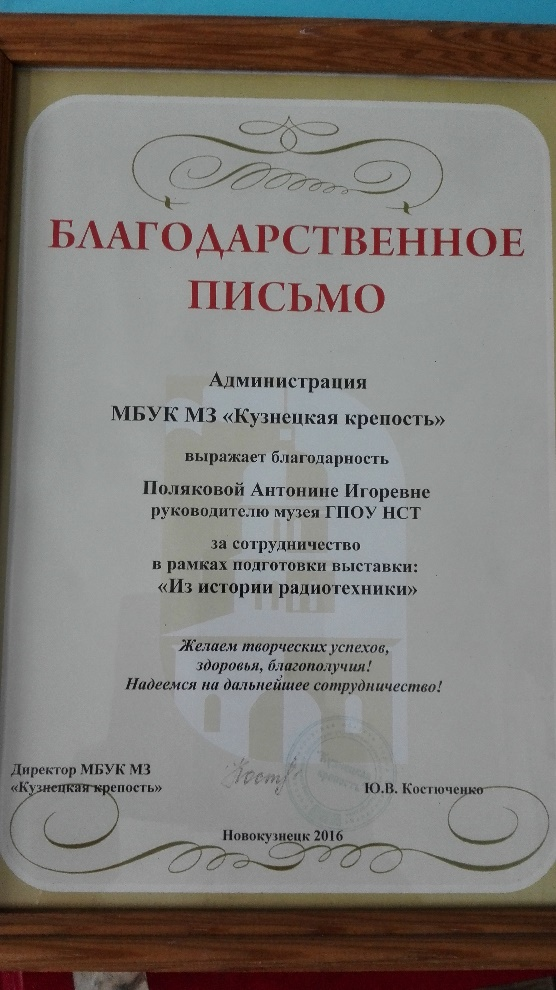 БЛАГОДАРСТВЕННОЕ
ПИСЬМО
Администрация
МБУК МЗ «Кузнецкая крепость»
выражает благодарность
Поляковой Антонине Игоревне
руководителю музея ГПОУ НСТ
за сотрудничество
в рамках подготовки выставки:
«Из истории радиотехники»
Желаем творческих успехов,
здоровья, благополучия!
Надеемся на дальнейшее сотрудничество!
Директор МБУК МЗ
«Кузнецкая крепость»
Ю.В. Костюченко
Новокузнецк 2016